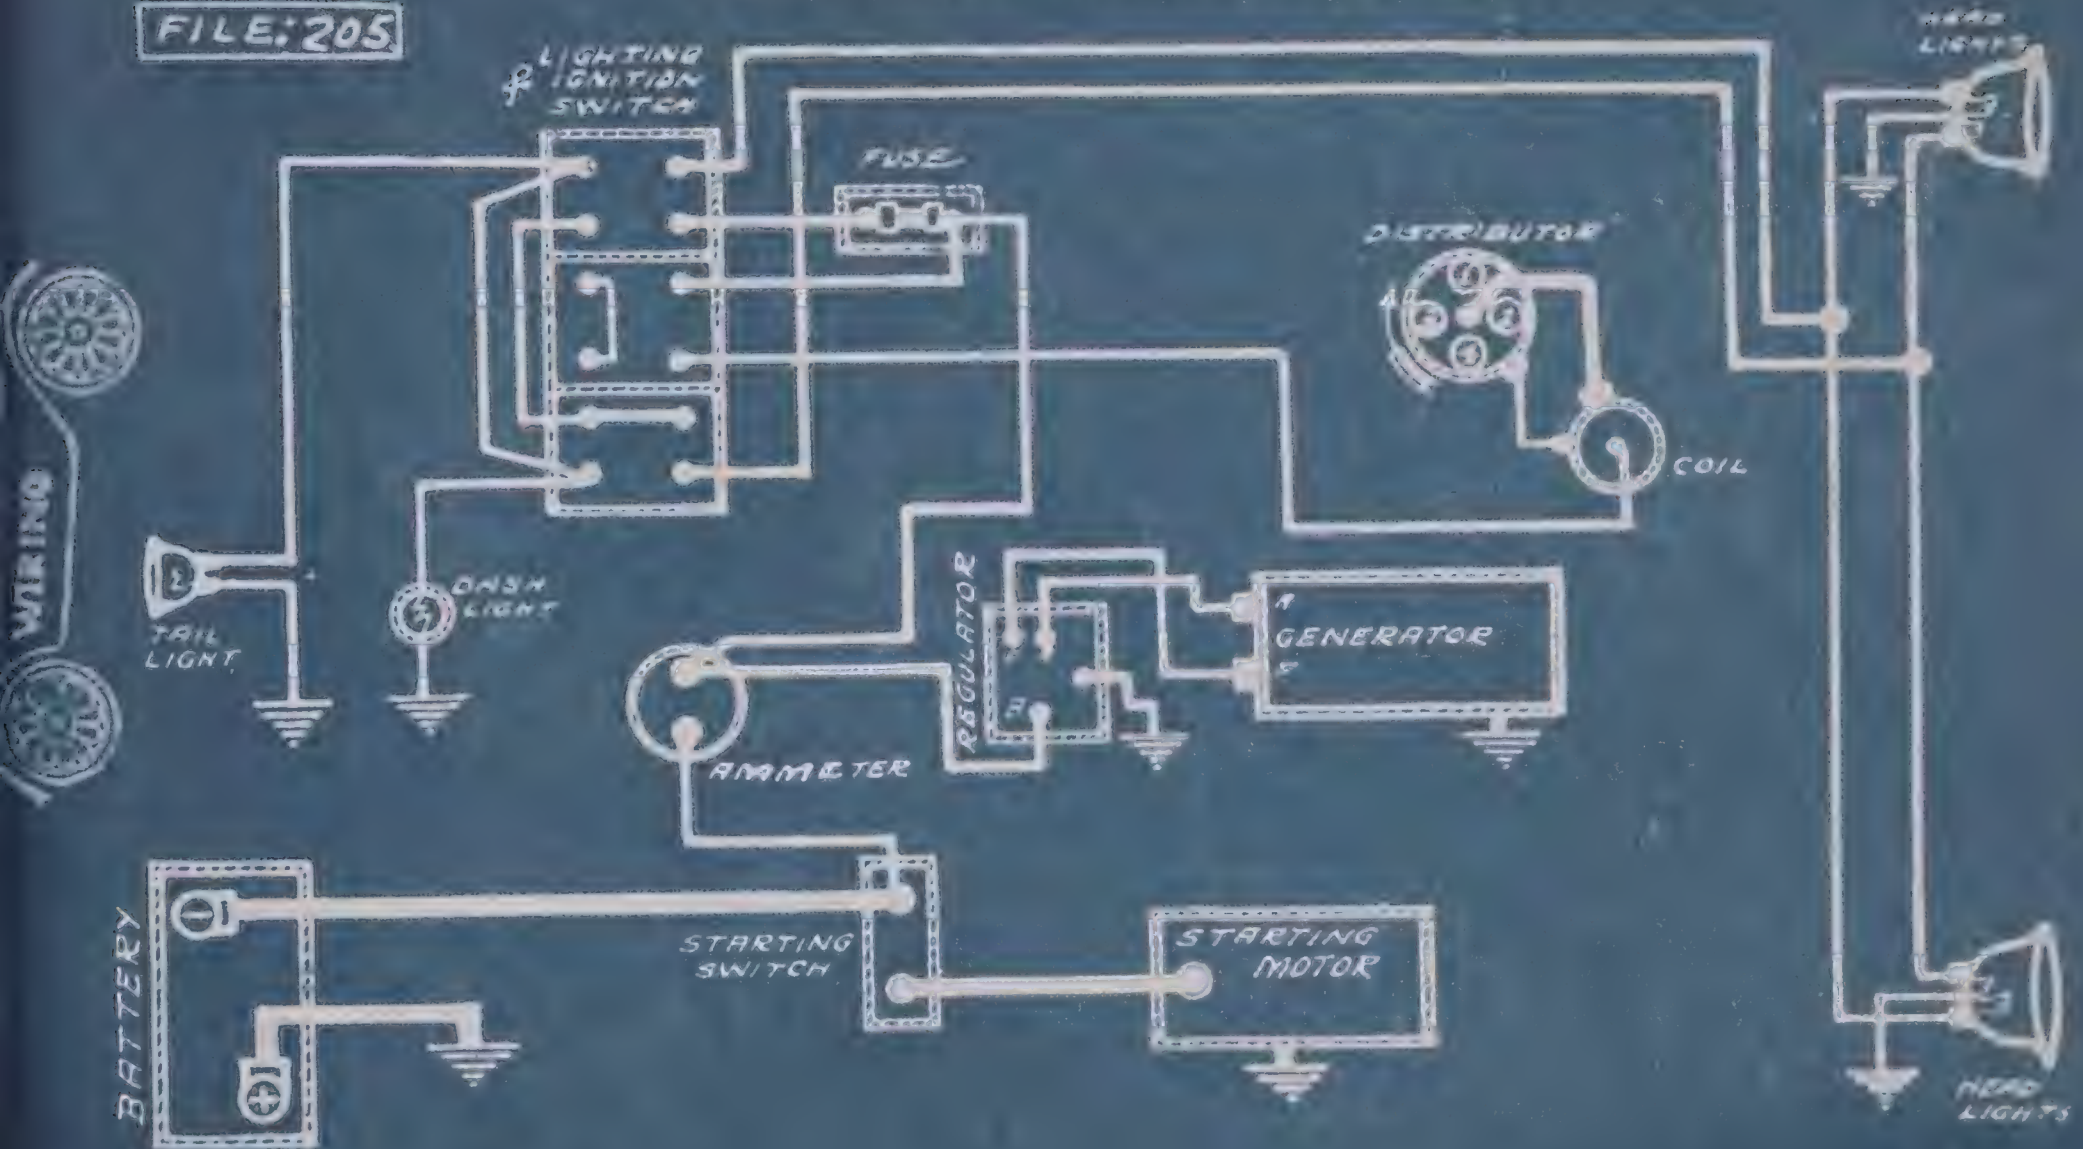 FILE: 205
LIGHTING
& IGNITION
SWITCH
FUSE
HEAD
LIGHTS
DISTRIBUTOR
COIL
WIRING
TAIL
LIGHT
DASH
LIGHT
REGULATOR
B
A
GENERATOR
F
AMMETER
BATTERY
STARTING
SWITCH
STARTING
MOTOR
HEAD
LIGHTS